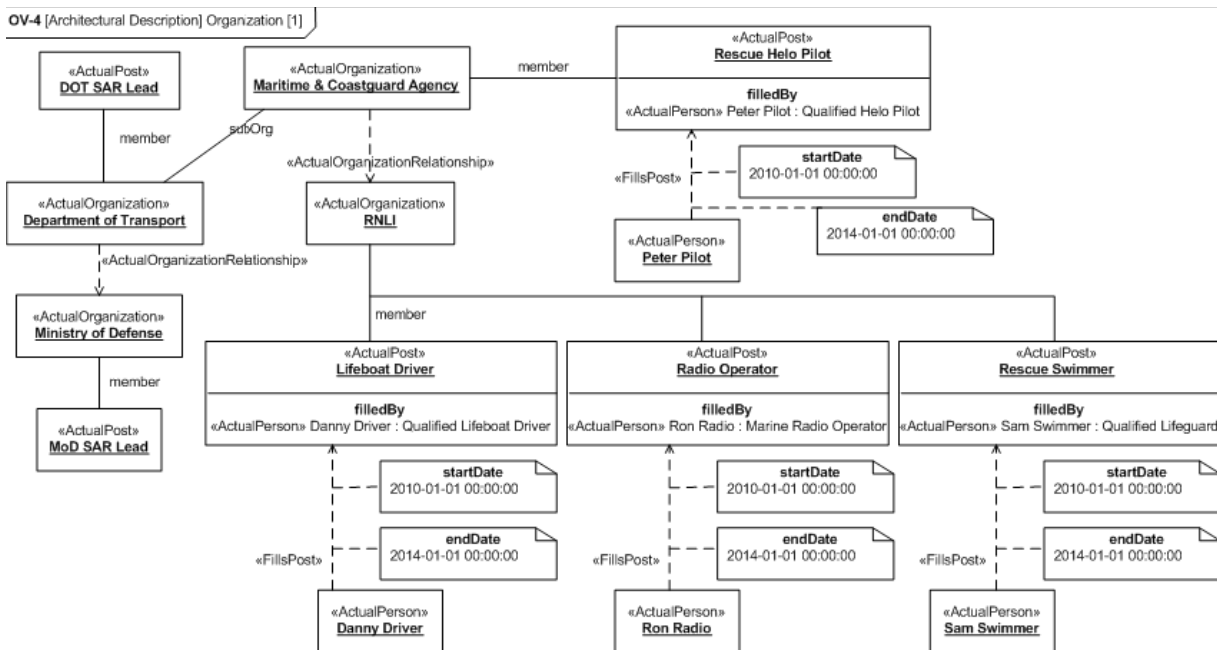 OV-4 [Architectural Description] Organization [1]
«ActualPost»
DOT SAR Lead
«ActualOrganization»
Maritime & Coastguard Agency
member
«ActualPost»
Rescue Helo Pilot
filledBy
«ActualPerson» Peter Pilot : Qualified Helo Pilot
member
subOrg
«ActualOrganizationRelationship»
startDate
2010-01-01 00:00:00
«FillsPost»
endDate
2014-01-01 00:00:00
«ActualOrganization»
Department of Transport
«ActualOrganization»
RNLI
«ActualPerson»
Peter Pilot
«ActualOrganizationRelationship»
«ActualOrganization»
Ministry of Defense
member
member
«ActualPost»
MoD SAR Lead
«ActualPost»
Lifeboat Driver
filledBy
«ActualPerson» Danny Driver : Qualified Lifeboat Driver
«ActualPost»
Radio Operator
filledBy
«ActualPerson» Ron Radio : Marine Radio Operator
«ActualPost»
Rescue Swimmer
filledBy
«ActualPerson» Sam Swimmer : Qualified Lifeguard
startDate
2010-01-01 00:00:00
endDate
2014-01-01 00:00:00
«FillsPost»
«ActualPerson»
Danny Driver
startDate
2010-01-01 00:00:00
endDate
2014-01-01 00:00:00
«FillsPost»
«ActualPerson»
Ron Radio
startDate
2010-01-01 00:00:00
endDate
2014-01-01 00:00:00
«FillsPost»
«ActualPerson»
Sam Swimmer